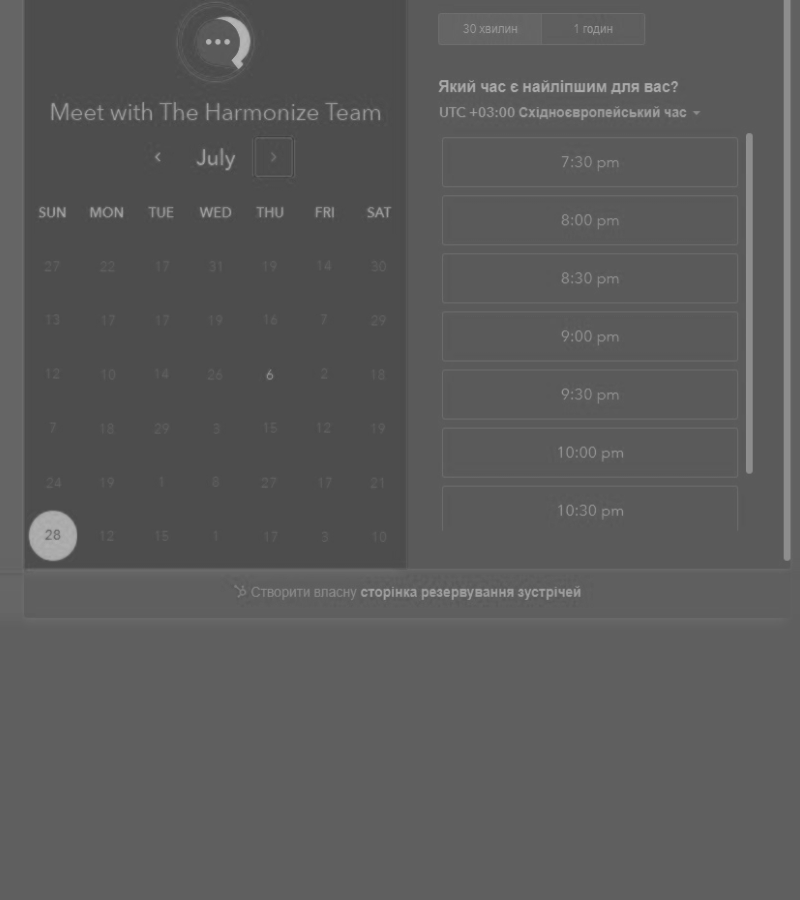 30 хвилин 1 годин
Meet with The Harmonize Team
July
SUN MON TUE WED THU FRI SAT
27 22 17 31 19 14 30
13 17 17 19 16 7 29
12 10 14 26 6 2 18
7 18 29 3 15 12 19
24 19 1 8 27 17 21
28 12 15 1 17 3 10
Який час є найліпшим для вас?
UTC +03:00 Східноєвропейський час
7:30 pm
8:00 pm
8:30 pm
9:00 pm
9:30 pm
10:00 pm
10:30 pm
Створити власну сторінка резервування зустрічей